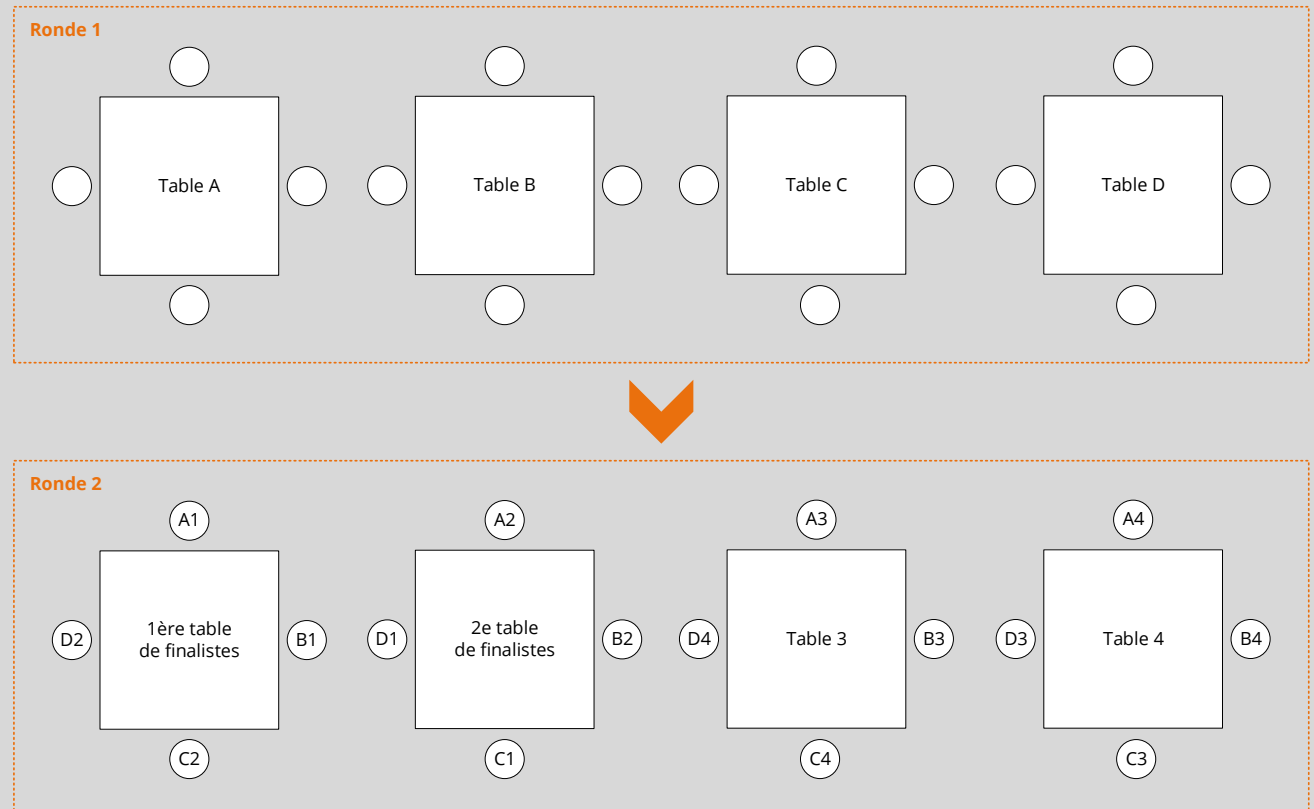 Ronde 1
Table A
Table B
Table C
Table D
Ronde 2
A1
A2
A3
A4
D2
1ère table
de finalistes
B1
D1
2e table
de finalistes
B2
D4
Table 3
B3
D3
Table 4
B4
C2
C1
C4
C3